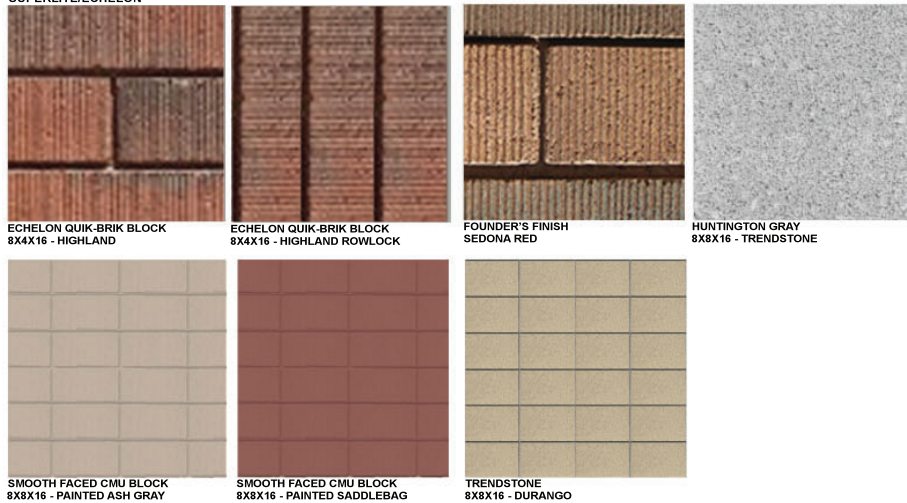 SUPERLITE/ECHELON
ECHELON QUIK-BRIK BLOCK
8X4X16 - HIGHLAND
ECHELON QUIK-BRIK BLOCK
8X4X16 - HIGHLAND ROWLOCK
FOUNDER'S FINISH
SEDONA RED
HUNTINGTON GRAY
8X8X16 - TRENDSTONE
SMOOTH FACED CMU BLOCK
8X8X16 - PAINTED ASH GRAY
SMOOTH FACED CMU BLOCK
8X8X16 - PAINTED SADDLEBAG
TRENDSTONE
8X8X16 - DURANGO